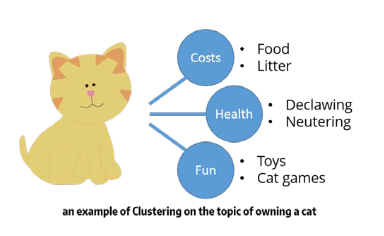 Costs
• Food
• Litter
Health
• Declawing
• Neutering
Fun
• Toys
• Cat games
an example of Clustering on the topic of owning a cat